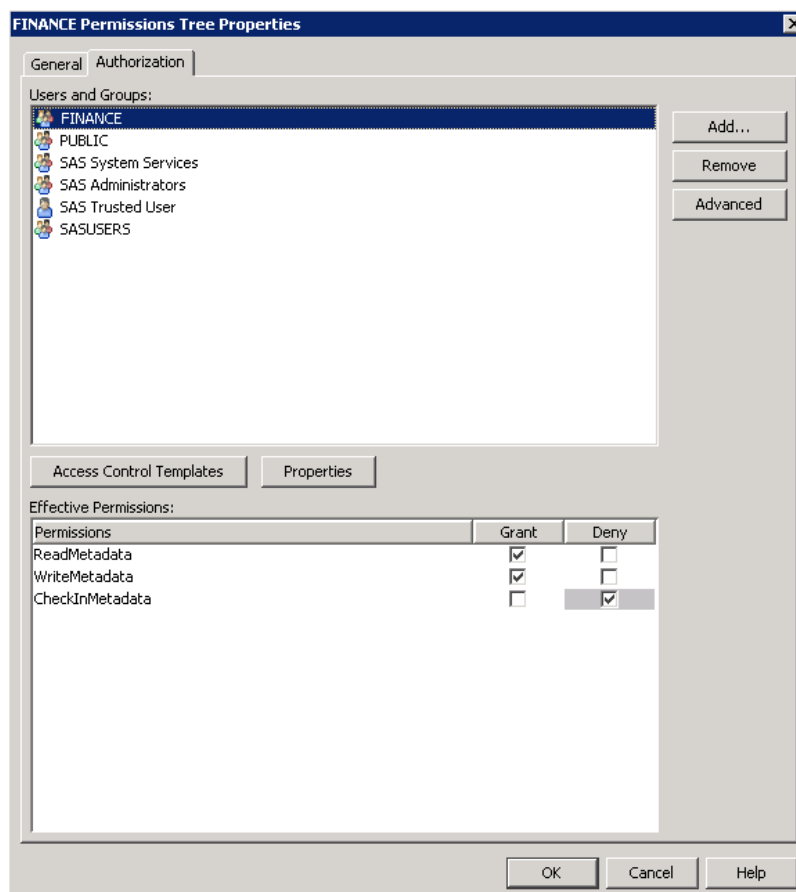 FINANCE Permissions Tree Properties
General Authorization
Users and Groups:
FINANCE
PUBLIC
SAS System Services
SAS Administrators
SAS Trusted User
SASUSERS
Add...
Remove
Advanced
Access Control Templates Properties
Effective Permissions:
Permissions Grant Deny
ReadMetadata
WriteMetadata
CheckInMetadata
OK Cancel Help